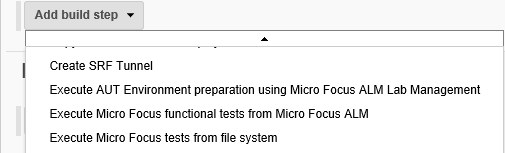 Add build step
Create SRF Tunnel
Execute AUT Environment preparation using Micro Focus ALM Lab Management
Execute Micro Focus functional tests from Micro Focus ALM
Execute Micro Focus tests from file system